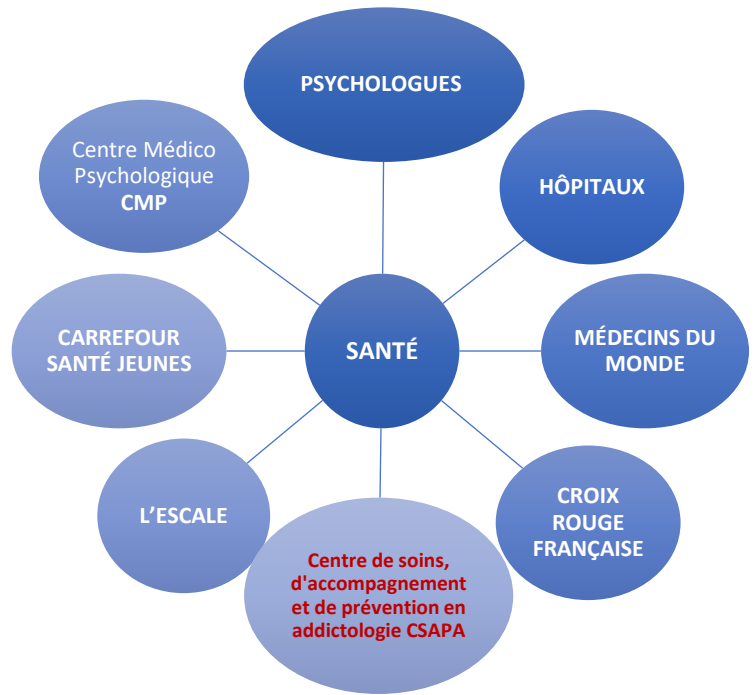 PSYCHOLOGUES
Centre Médico
Psychologique
CMP
HÔPITAUX
CARREFOUR
SANTÉ JEUNES
SANTÉ
MÉDECINS DU
MONDE
L’ESCALE
CROIX
ROUGE
FRANÇAISE
Centre de soins,
d'accompagnement
et de prévention en
addictologie CSAPA